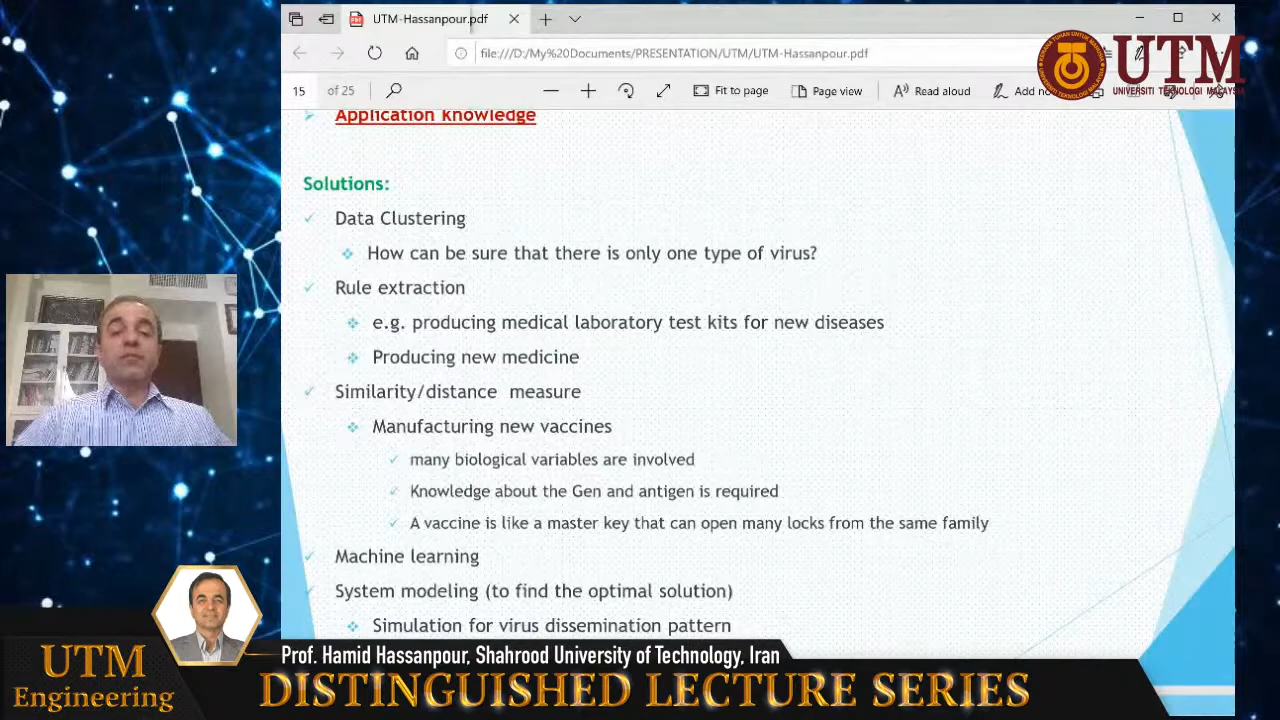 UTM-Hassanpour.pdf
file:///D:/My%20Documents/PRESENTATION/UTM/UTM-Hassanpour.pdf
UTM
UNIVERSITI TEKNOLOGI MALAYSIA
15 of 25
Fit to page
Page view
Read aloud
Application knowledge
Solutions:
Data Clustering
How can be sure that there is only one type of virus?
Rule extraction
e.g. producing medical laboratory test kits for new diseases
Producing new medicine
Similarity/distance measure
Manufacturing new vaccines
many biological variables are involved
Knowledge about the Gen and antigen is required
A vaccine is like a master key that can open many locks from the same family
Machine learning
System modeling (to find the optimal solution)
Simulation for virus dissemination pattern
UTM
Engineering
Prof. Hamid Hassanpour, Shahrood University of Technology, Iran
DISTINGUISHED LECTURE SERIES